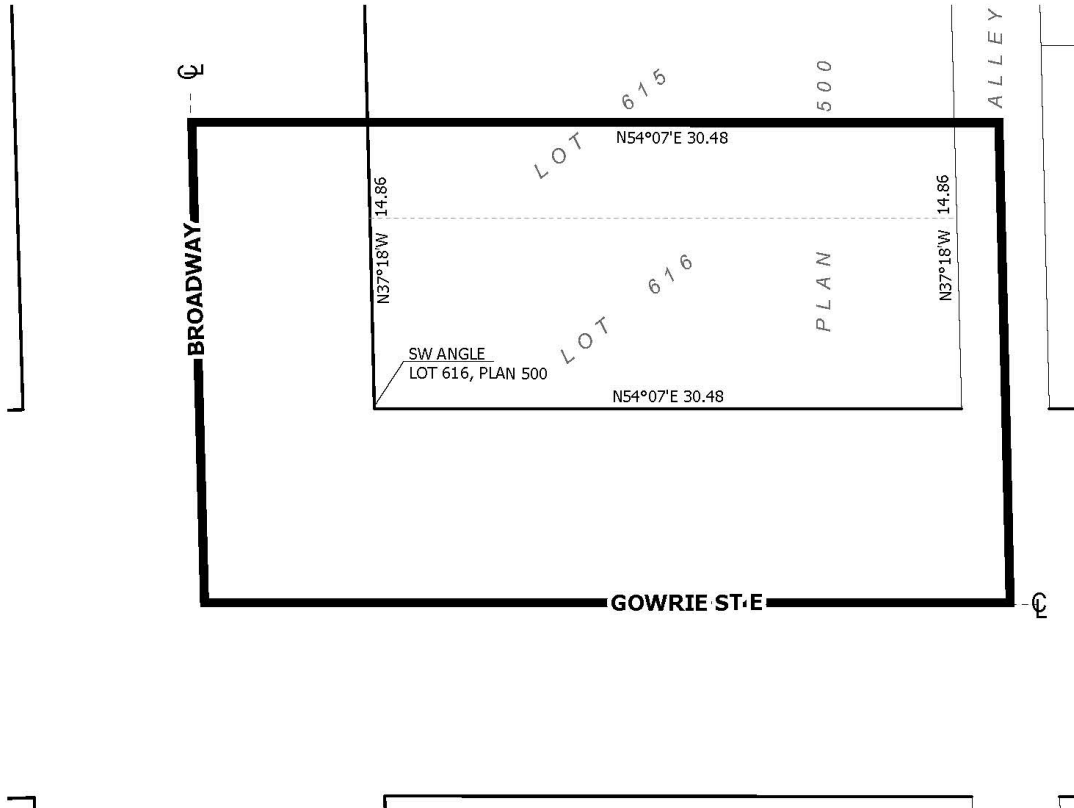 ℄
ALLEY
LOT 615
500
N54°07'E 30.48
N37°18'W 14.86
N37°18'W 14.86
BROADWAY
LOT 616
PLAN
SW ANGLE
LOT 616, PLAN 500
N54°07'E 30.48
GOWRIE ST. E
℄